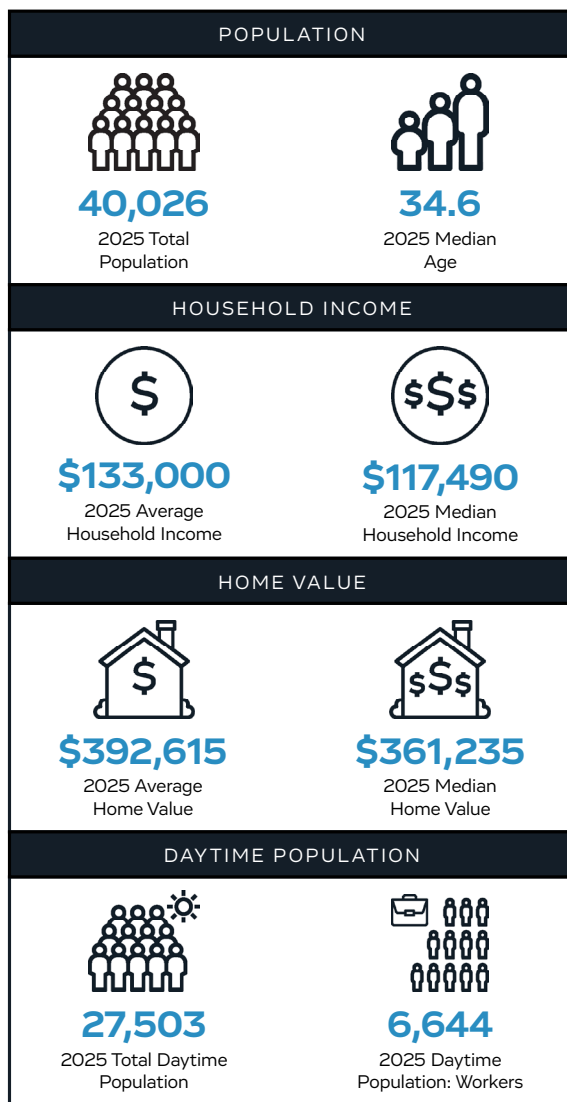 POPULATION
40,026
2025 Total
Population
34.6
2025 Median
Age
HOUSEHOLD INCOME
$
$133,000
2025 Average
Household Income
$$$
$117,490
2025 Median
Household Income
HOME VALUE
$
$392,615
2025 Average
Home Value
$$$
$361,235
2025 Median
Home Value
DAYTIME POPULATION
27,503
2025 Total Daytime
Population
6,644
2025 Daytime
Population: Workers